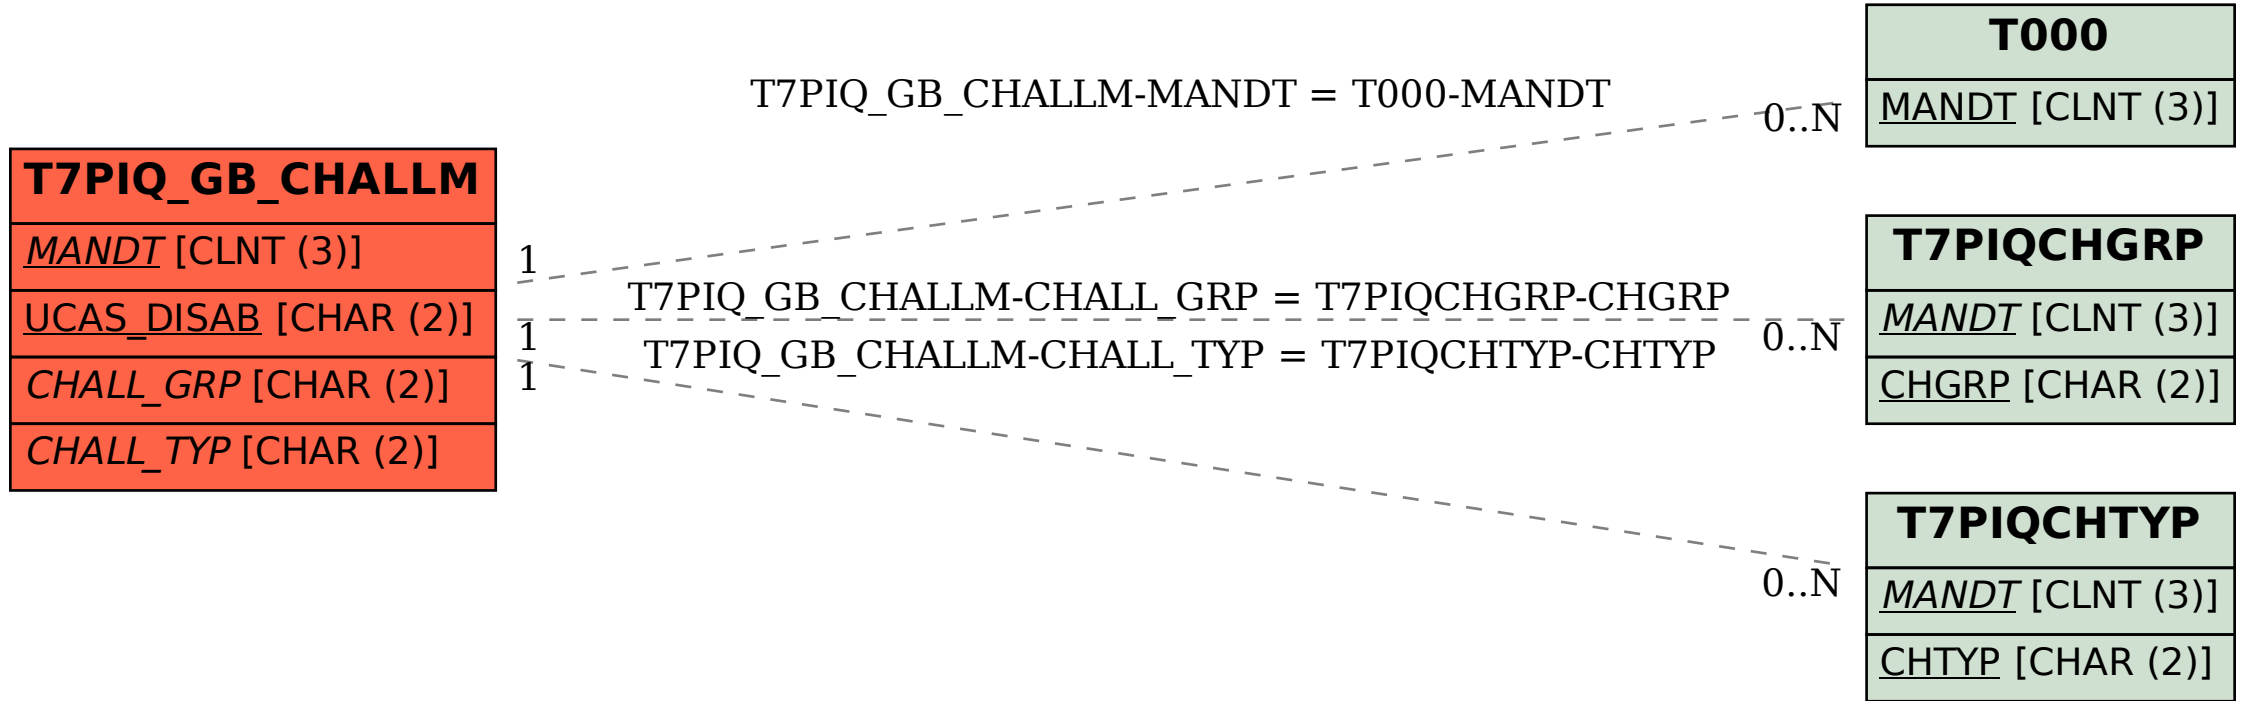 T7PIQ_GB_CHALLM
MANDT [CLNT (3)]
UCAS_DISAB [CHAR (2)]
CHALL_GRP [CHAR (2)]
CHALL_TYP [CHAR (2)]
T7PIQ_GB_CHALLM-MANDT = T000-MANDT
1
0..N
T7PIQ_GB_CHALLM-CHALL_GRP = T7PIQCHGRP-CHGRP
1
0..N
T7PIQ_GB_CHALLM-CHALL_TYP = T7PIQCHTYP-CHTYP
1
0..N
T000
MANDT [CLNT (3)]
T7PIQCHGRP
MANDT [CLNT (3)]
CHGRP [CHAR (2)]
T7PIQCHTYP
MANDT [CLNT (3)]
CHTYP [CHAR (2)]